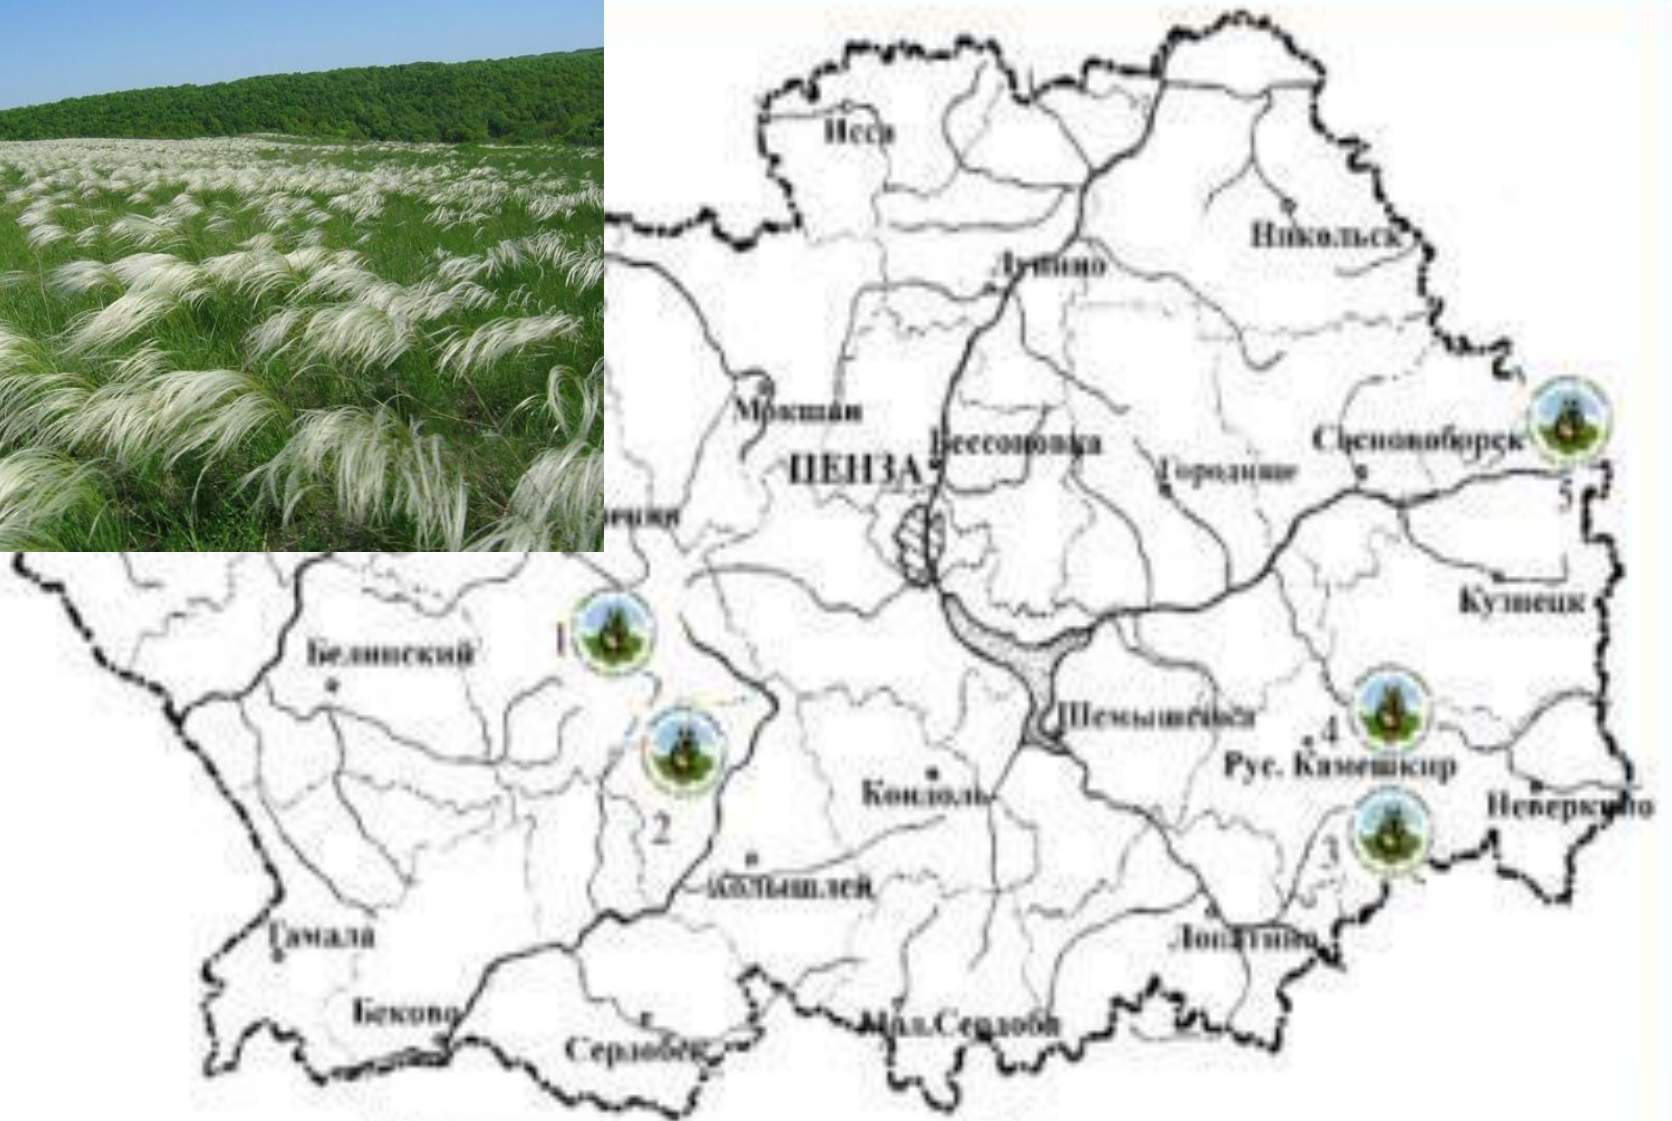 Исса
Никольск
Лунино
Мокшан
Бессоновка
Сосновоборск
ПЕНЗА
Городище
5
Кузнецк
1
Белинский
Шемышейка
4
Рус. Камешкир
Кондоль
Неверкино
2
3
Колышлей
Тамала
Лопатино
Беково
Мал.Сердоба
Сердобск